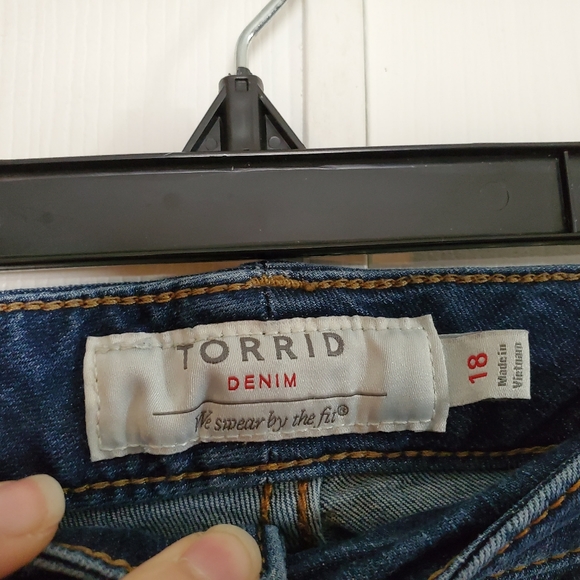 TORRID
DENIM
We swear by the fit®
18
Made in
Vietnam